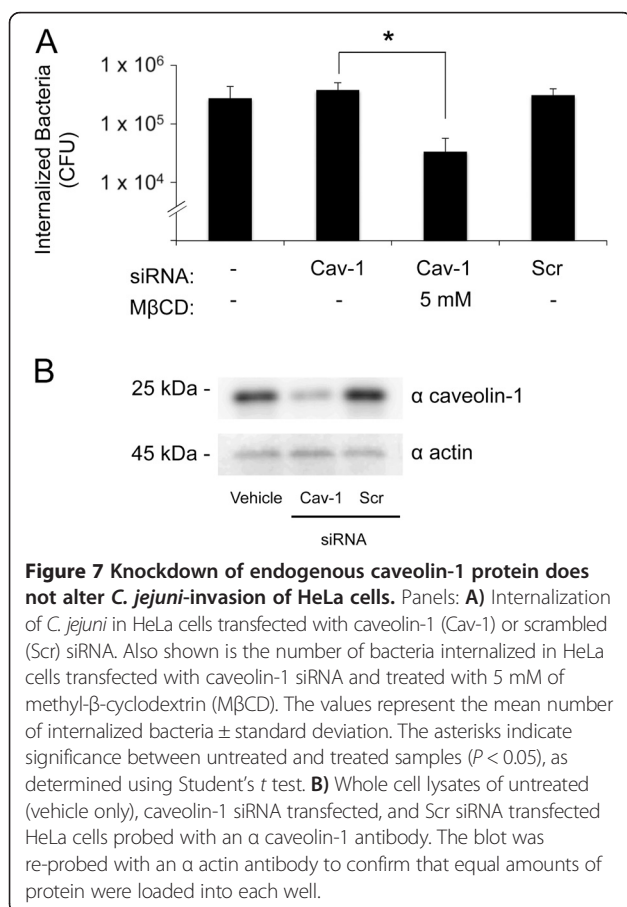 A
*
1 x 10⁶
1 x 10⁵
1 x 10⁴
Internalized Bacteria
(CFU)
siRNA: - Cav-1 Cav-1 Scr
MβCD: - - 5 mM -
B
25 kDa - α caveolin-1
45 kDa - α actin
Vehicle Cav-1 Scr
siRNA
Figure 7 Knockdown of endogenous caveolin-1 protein does
not alter C. jejuni-invasion of HeLa cells. Panels: A) Internalization
of C. jejuni in HeLa cells transfected with caveolin-1 (Cav-1) or scrambled
(Scr) siRNA. Also shown is the number of bacteria internalized in HeLa
cells transfected with caveolin-1 siRNA and treated with 5 mM of
methyl-β-cyclodextrin (MβCD). The values represent the mean number
of internalized bacteria ± standard deviation. The asterisks indicate
significance between untreated and treated samples (P < 0.05), as
determined using Student's t test. B) Whole cell lysates of untreated
(vehicle only), caveolin-1 siRNA transfected, and Scr siRNA transfected
HeLa cells probed with an α caveolin-1 antibody. The blot was
re-probed with an α actin antibody to confirm that equal amounts of
protein were loaded into each well.